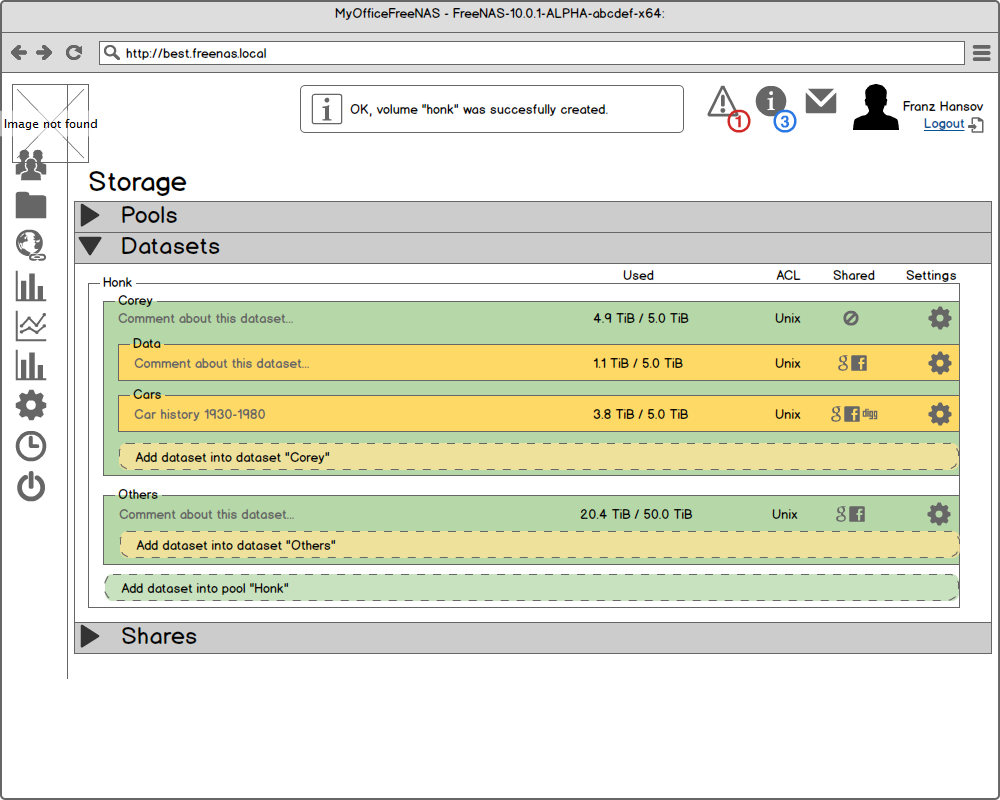 MyOfficeFreeNAS - FreeNAS-10.0.1-ALPHA-abcdef-x64:
http://best.freenas.local
Image not found
OK, volume "honk" was succesfully created.
1
3
Franz Hansov
Logout
Storage
Pools
Datasets
Used ACL Shared Settings
Honk
Corey
Comment about this dataset... 4.9 TiB / 5.0 TiB Unix
Data
Comment about this dataset... 1.1 TiB / 5.0 TiB Unix g f
Cars
Car history 1930-1980 3.8 TiB / 5.0 TiB Unix g f digg
Add dataset into dataset "Corey"
Others
Comment about this dataset... 20.4 TiB / 50.0 TiB Unix g f
Add dataset into dataset "Others"
Add dataset into pool "Honk"
Shares